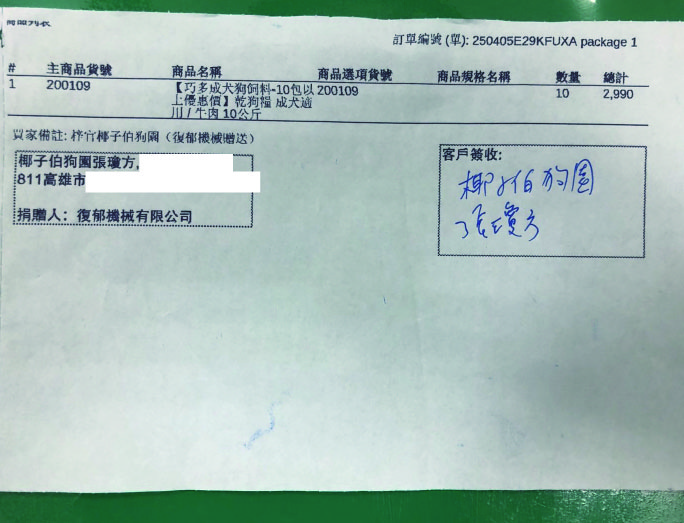 商品列表
訂單編號 (單): 250405E29KFUXA package 1
# 主商品貨號 商品名稱 商品選項貨號 商品規格名稱 數量 總計
1 200109 【巧多成犬狗飼料-10包以 200109 10 2,990
上優惠價】乾狗糧 成犬適
用 / 牛肉 10公斤
買家備註: 梓官椰子伯狗園（復郁機械贈送）
椰子伯狗園張瓊方,
811高雄市
捐贈人：復郁機械有限公司
客戶簽收:
椰子伯狗園
張瓊方